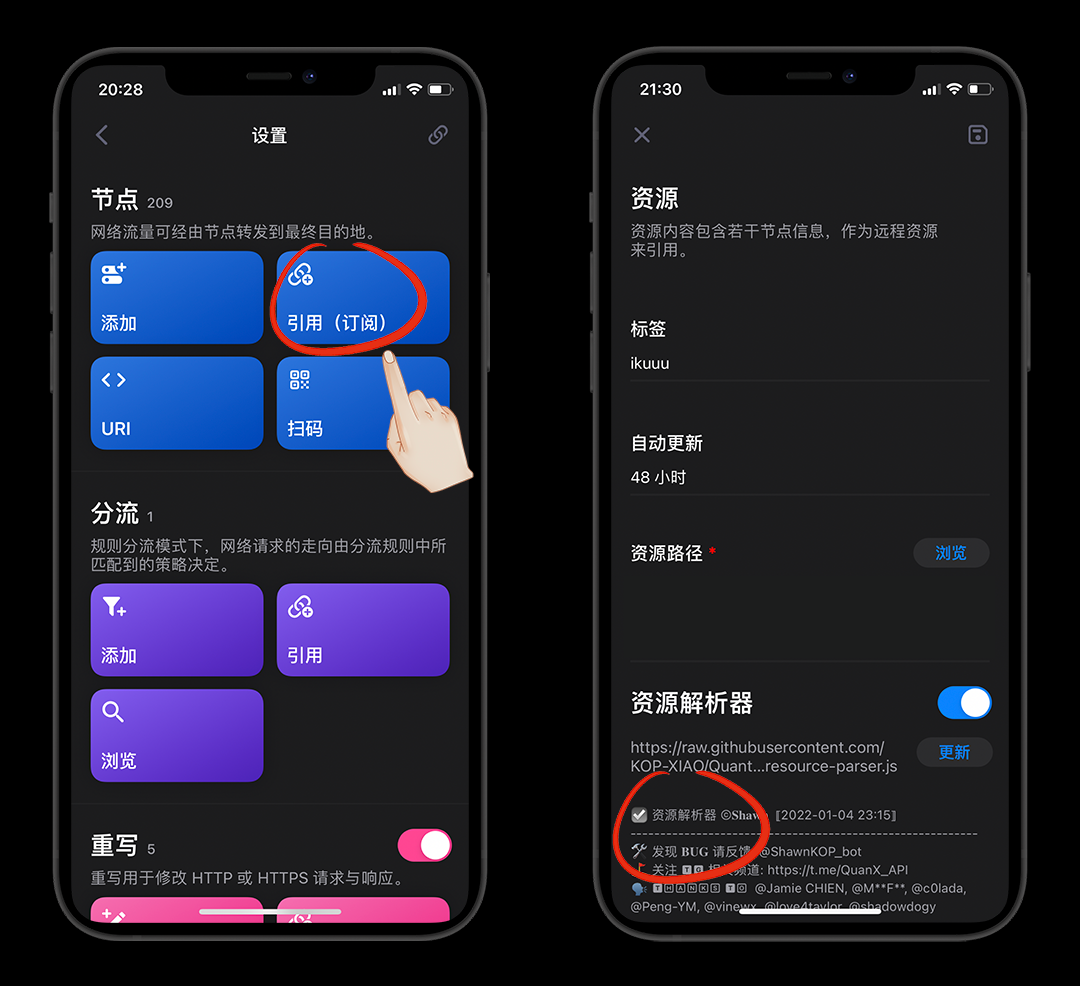 20:28
设置
节点 209
网络流量可经由节点转发到最终目的地。
添加
引用（订阅）
URI
扫码
分流 1
规则分流模式下，网络请求的走向由分流规则中所
匹配到的策略决定。
添加
引用
浏览
重写 5
重写用于修改 HTTP 或 HTTPS 请求与响应。
21:30
资源
资源内容包含若干节点信息，作为远程资源
来引用。
标签
ikuuu
自动更新
48 小时
资源路径 *
浏览
资源解析器
https://raw.githubusercontent.com/
KOP-XIAO/Quant...resource-parser.js
更新
☑️ 资源解析器 ©𝐒𝐡𝐚𝐰𝐧 ⟦2022-01-04 23:15⟧
----------------------------------------------
🛠 发现 𝐁𝐔𝐆 请反馈: @ShawnKOP_bot
🚩 关注 🆃🅶 相关频道: https://t.me/QuanX_API
🗣 🆃🅷🅰🅽🅺🆂 🆃🅾 @Jamie CHIEN, @M**F**, @c0lada,
@Peng-YM, @vinewx, @love4taylor, @shadowdogy